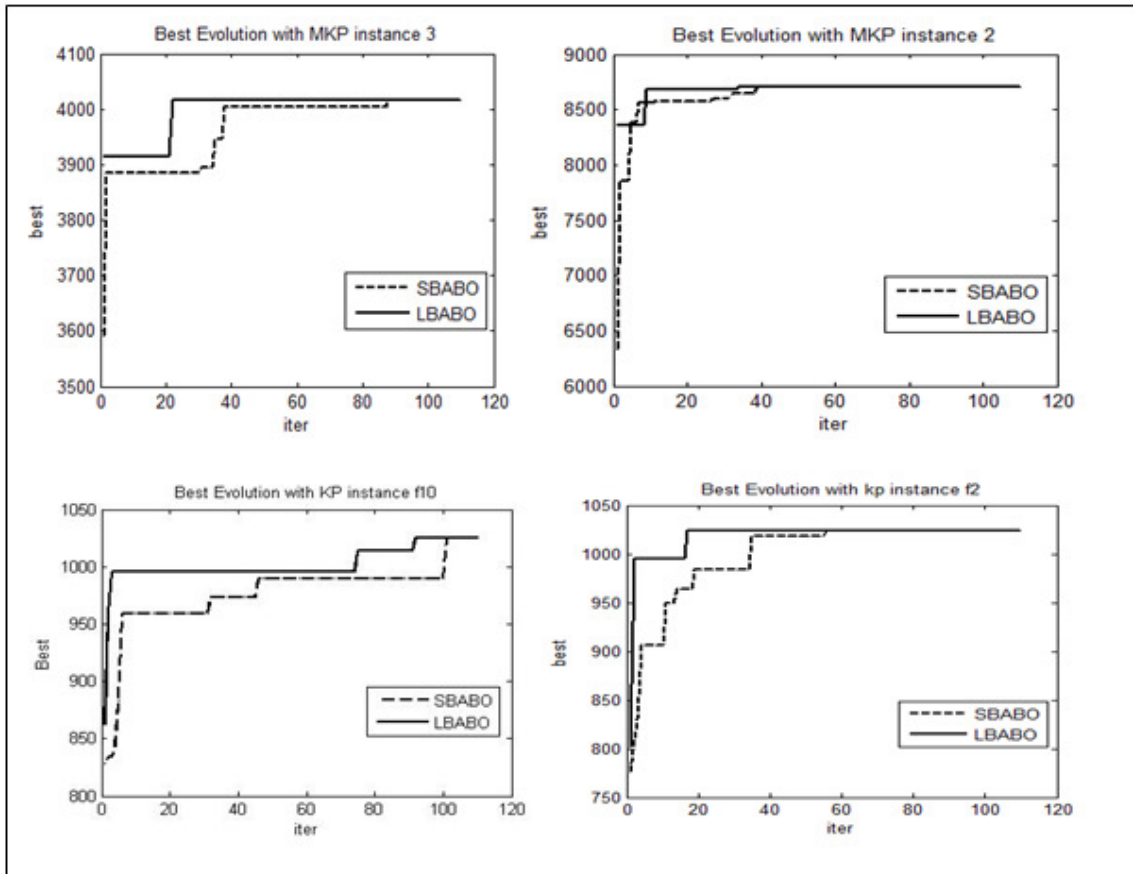 Best Evolution with MKP instance 3
4100
4000
3900
3800
3700
3600
3500
best
0 20 40 60 80 100 120
iter
SBABO
LBABO
Best Evolution with MKP instance 2
9000
8500
8000
7500
7000
6500
6000
best
0 20 40 60 80 100 120
iter
SBABO
LBABO
Best Evolution with KP instance f10
1050
1000
950
900
850
800
Best
0 20 40 60 80 100 120
iter
SBABO
LBABO
Best Evolution with kp instance f2
1050
1000
950
900
850
800
750
best
0 20 40 60 80 100 120
iter
SBABO
LBABO